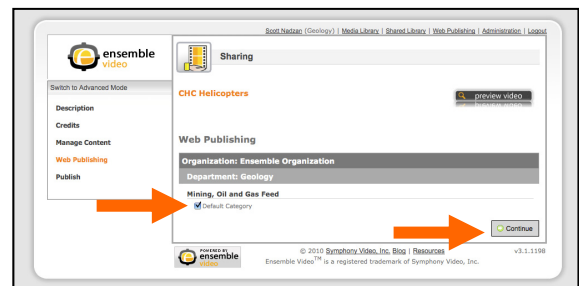 Scott Nadzan (Geology) | Media Library | Shared Library | Web Publishing | Administration | Logout
ensemble
video
Sharing
Switch to Advanced Mode
Description
Credits
Manage Content
Web Publishing
Publish
CHC Helicopters
preview video
Web Publishing
Organization: Ensemble Organization
Department: Geology
Mining, Oil and Gas Feed
Default Category
Continue
POWERED BY
ensemble
video
© 2010 Symphony Video, Inc. Blog | Resources
v3.1.1198
Ensemble Video™ is a registered trademark of Symphony Video, Inc.